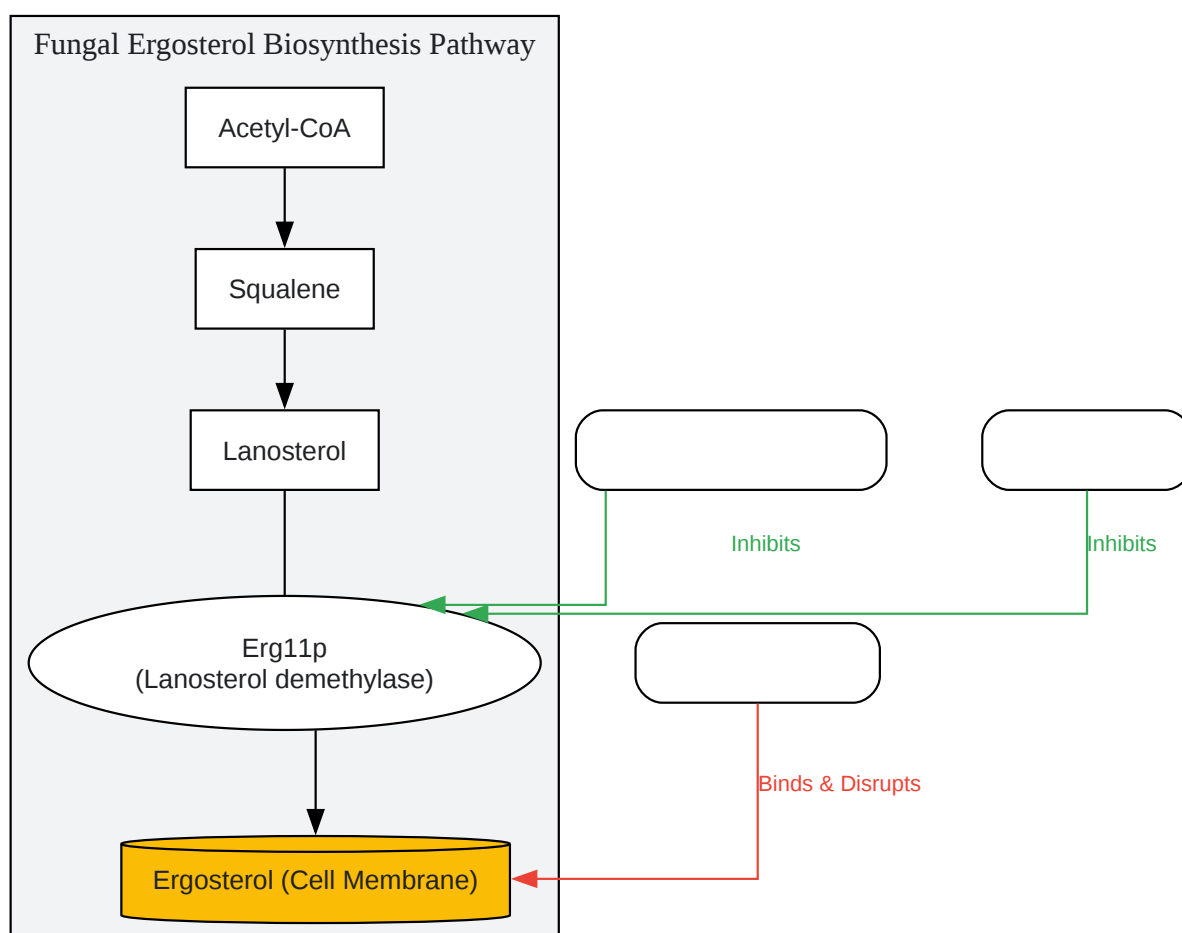 Fungal Ergosterol Biosynthesis Pathway
Acetyl-CoA
Squalene
Lanosterol
Inhibits
Inhibits
Erg11p
(Lanosterol demethylase)
Binds & Disrupts
Ergosterol (Cell Membrane)